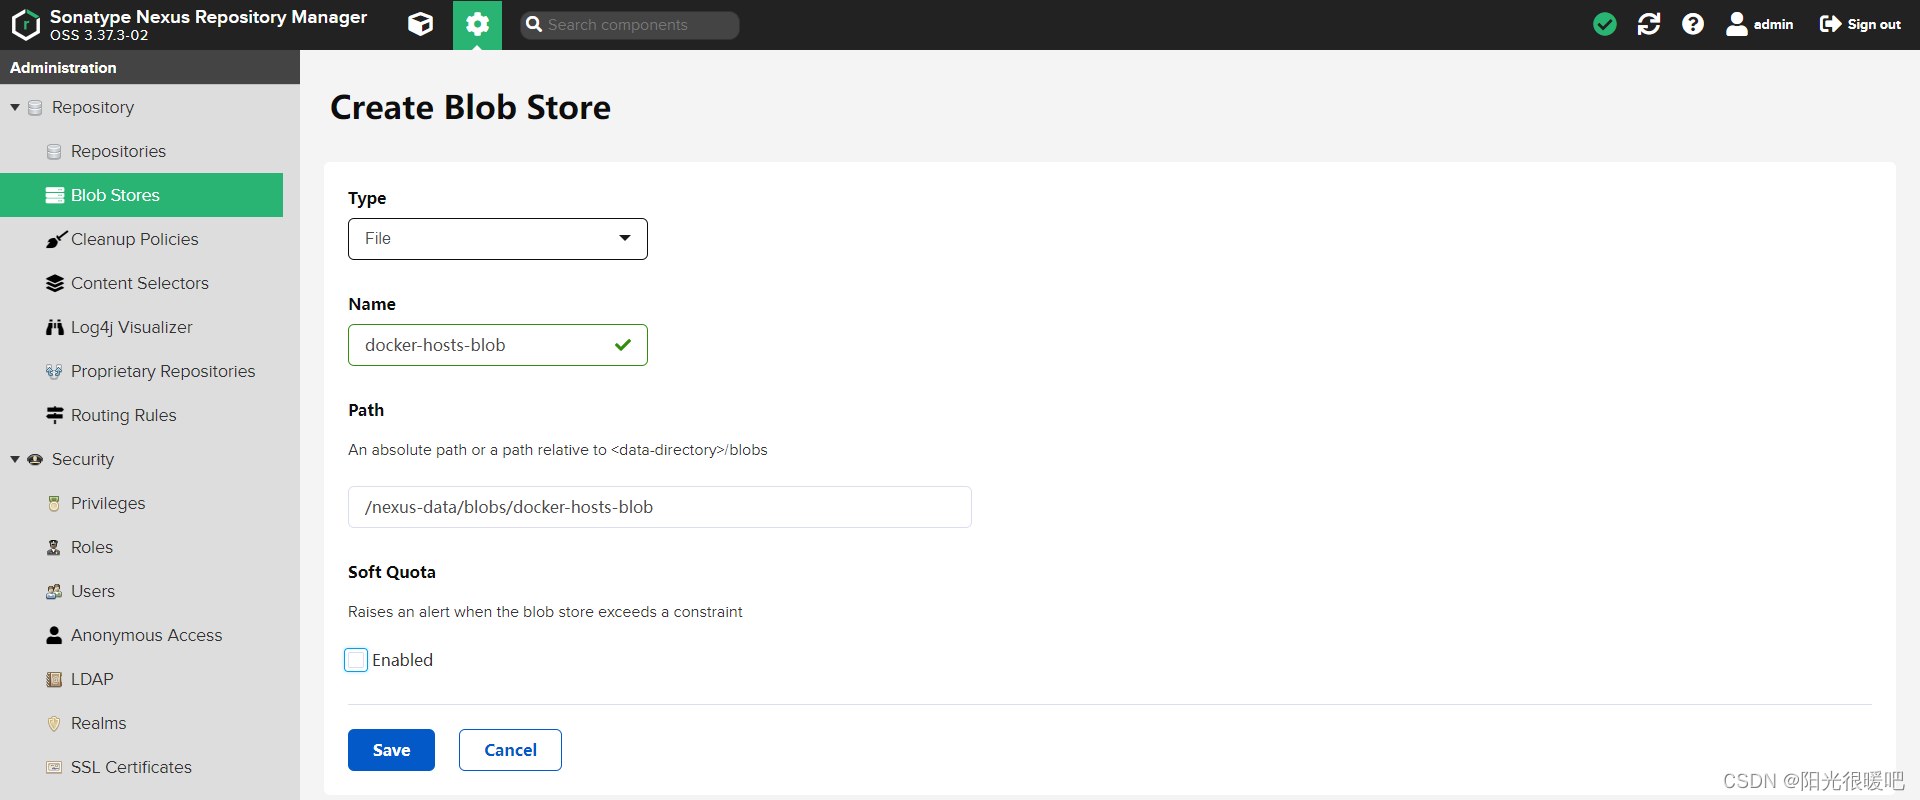 Sonatype Nexus Repository Manager
OSS 3.37.3-02
Search components
admin
Sign out
Administration
Repository
Repositories
Blob Stores
Cleanup Policies
Content Selectors
Log4j Visualizer
Proprietary Repositories
Routing Rules
Security
Privileges
Roles
Users
Anonymous Access
LDAP
Realms
SSL Certificates
Create Blob Store
Type
File
Name
docker-hosts-blob
Path
An absolute path or a path relative to <data-directory>/blobs
/nexus-data/blobs/docker-hosts-blob
Soft Quota
Raises an alert when the blob store exceeds a constraint
Enabled
Save
Cancel
CSDN @阳光很暖吧